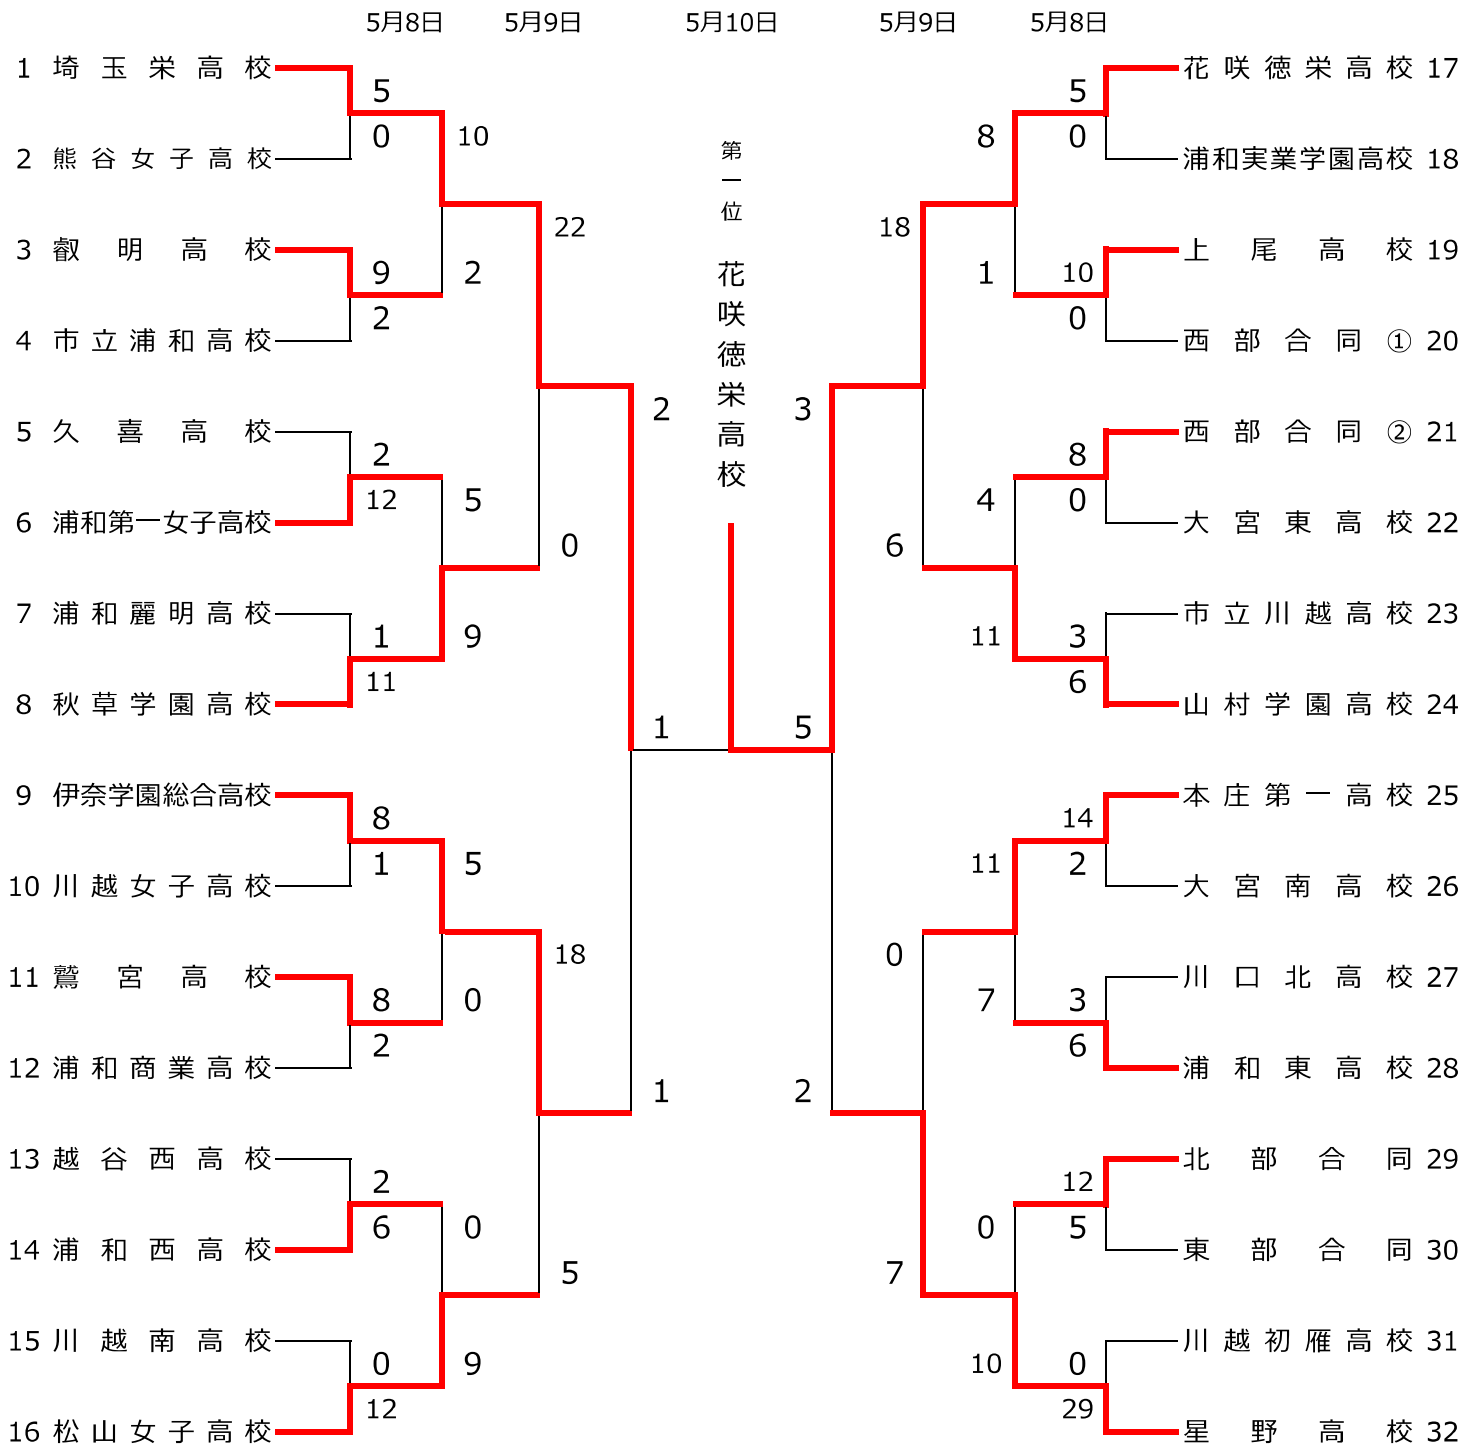 5月8日 5月9日 5月10日 5月9日 5月8日
1 埼玉栄高校
5
0
2 熊谷女子高校
10
2
3 叡明高校
9
2
4 市立浦和高校
22
0
5 久喜高校
2
12
6 浦和第一女子高校
5
9
7 浦和麗明高校
1
11
8 秋草学園高校
2
1
9 伊奈学園総合高校
8
1
10 川越女子高校
5
0
11 鷲宮高校
8
2
12 浦和商業高校
18
5
13 越谷西高校
2
6
14 浦和西高校
0
9
15 川越南高校
0
12
16 松山女子高校
1
5
第一位
花咲徳栄高校
花咲徳栄高校 17
5
0
浦和実業学園高校 18
8
1
上尾高校 19
10
0
西部合同① 20
18
6
西部合同② 21
8
0
大宮東高校 22
4
11
市立川越高校 23
3
6
山村学園高校 24
3
2
本庄第一高校 25
14
2
大宮南高校 26
11
7
川口北高校 27
3
6
浦和東高校 28
0
7
北部合同 29
12
5
東部合同 30
0
10
川越初雁高校 31
0
29
星野高校 32